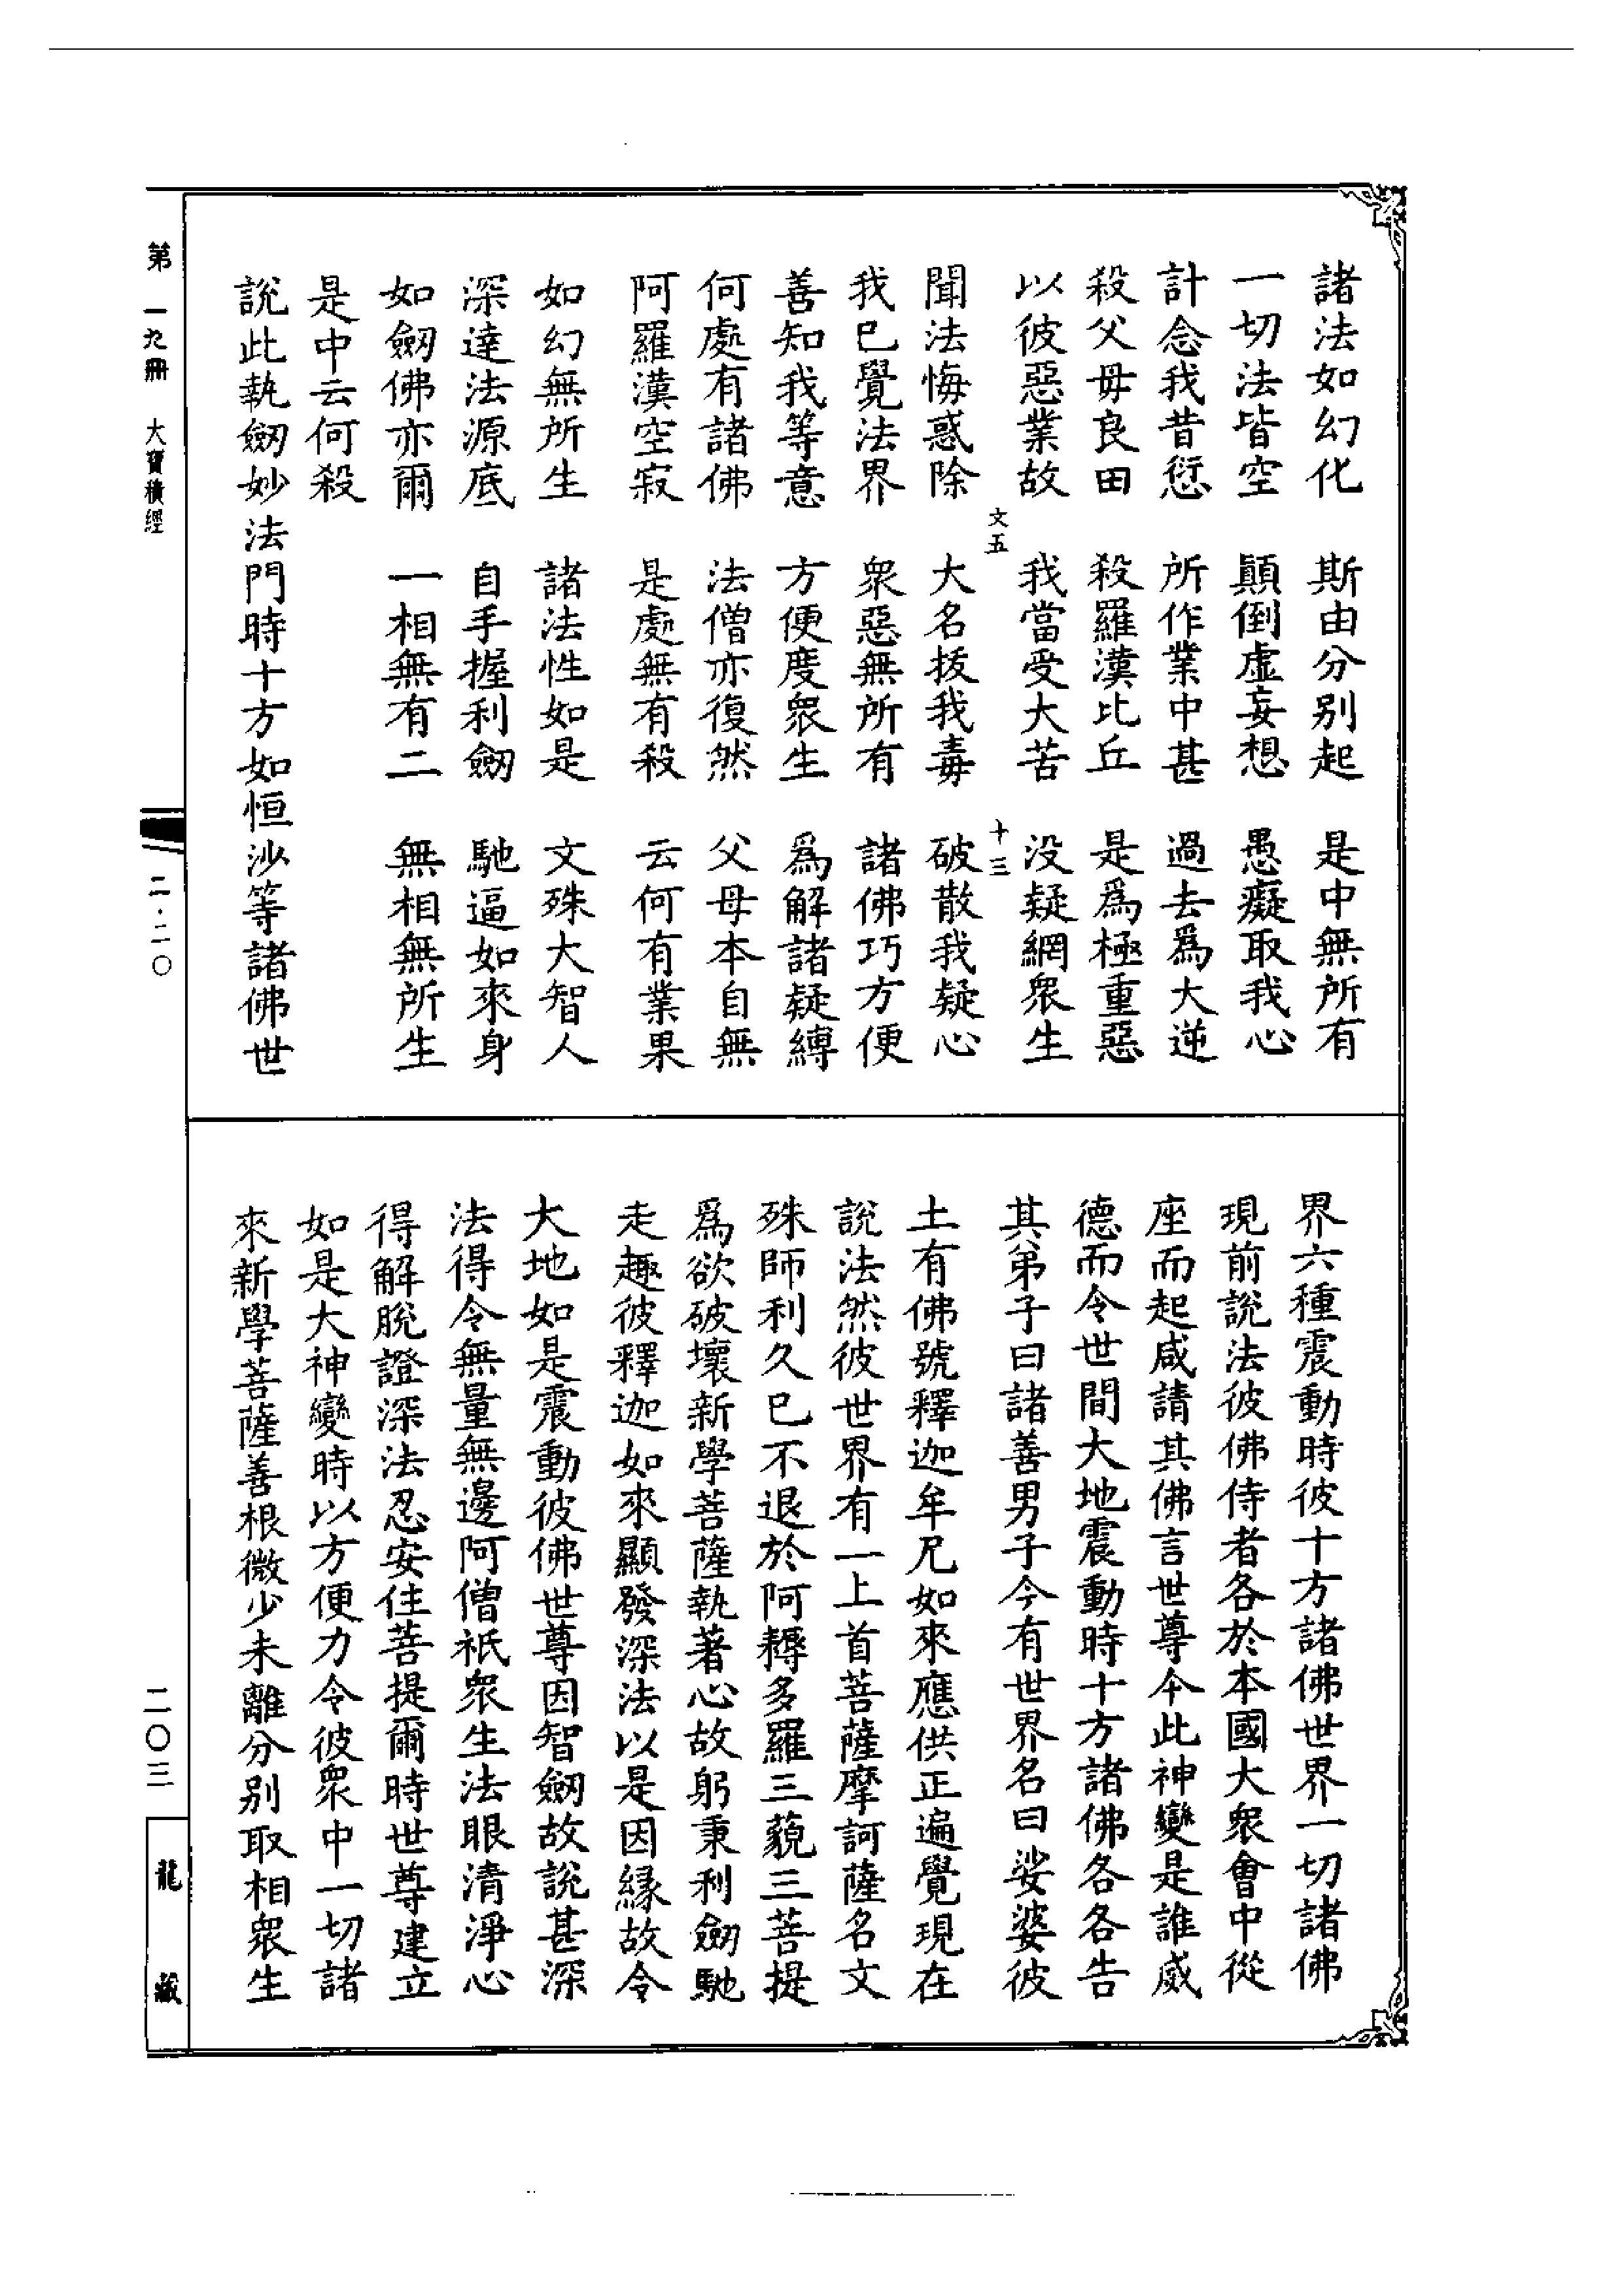 諸法如幻化　斯由分別起　是中無所有
一切法皆空　顛倒虛妄想　愚癡取我心
計念我昔愆　所作業中甚　過去爲大逆
殺父母良田　殺羅漢比丘　是爲極重惡
以彼惡業故　我當受大苦　没疑網衆生
文五　十三
聞法悔惑除　大名拔我毒　破散我疑心
我已覺法界　衆惡無所有　諸佛巧方便
善知我等意　方便度衆生　爲解諸疑縛
何處有諸佛　法僧亦復然　父母本自無
阿羅漢空寂　是處無有殺　云何有業果
如幻無所生　諸法性如是　文殊大智人
深達法源底　自手握利劒　馳逼如來身
如劒佛亦爾　一相無有二　無相無所生
是中云何殺
說此執劒妙法門時十方如恒沙等諸佛世
界六種震動時彼十方諸佛世界一切諸佛
現前說法彼佛侍者各於本國大衆會中從
座而起咸請其佛言世尊今此神變是誰威
德而令世間大地震動時十方諸佛各各告
其弟子曰諸善男子今有世界名曰娑婆彼
土有佛號釋迦牟尼如來應供正遍覺現在
說法然彼世界有一上首菩薩摩訶薩名文
殊師利久已不退於阿耨多羅三藐三菩提
爲欲破壞新學菩薩執著心故躬秉利劒馳
走趣彼釋迦如來顯發深法以是因緣故令
大地如是震動彼佛世尊因智劒故說甚深
法得令無量無邊阿僧祇衆生法眼清淨心
得解脫證深法忍安住菩提爾時世尊建立
如是大神變時以方便力令彼衆中一切諸
來新學菩薩善根微少未離分別取相衆生
第一九冊　大寶積經
二·二〇
二〇三
龍藏